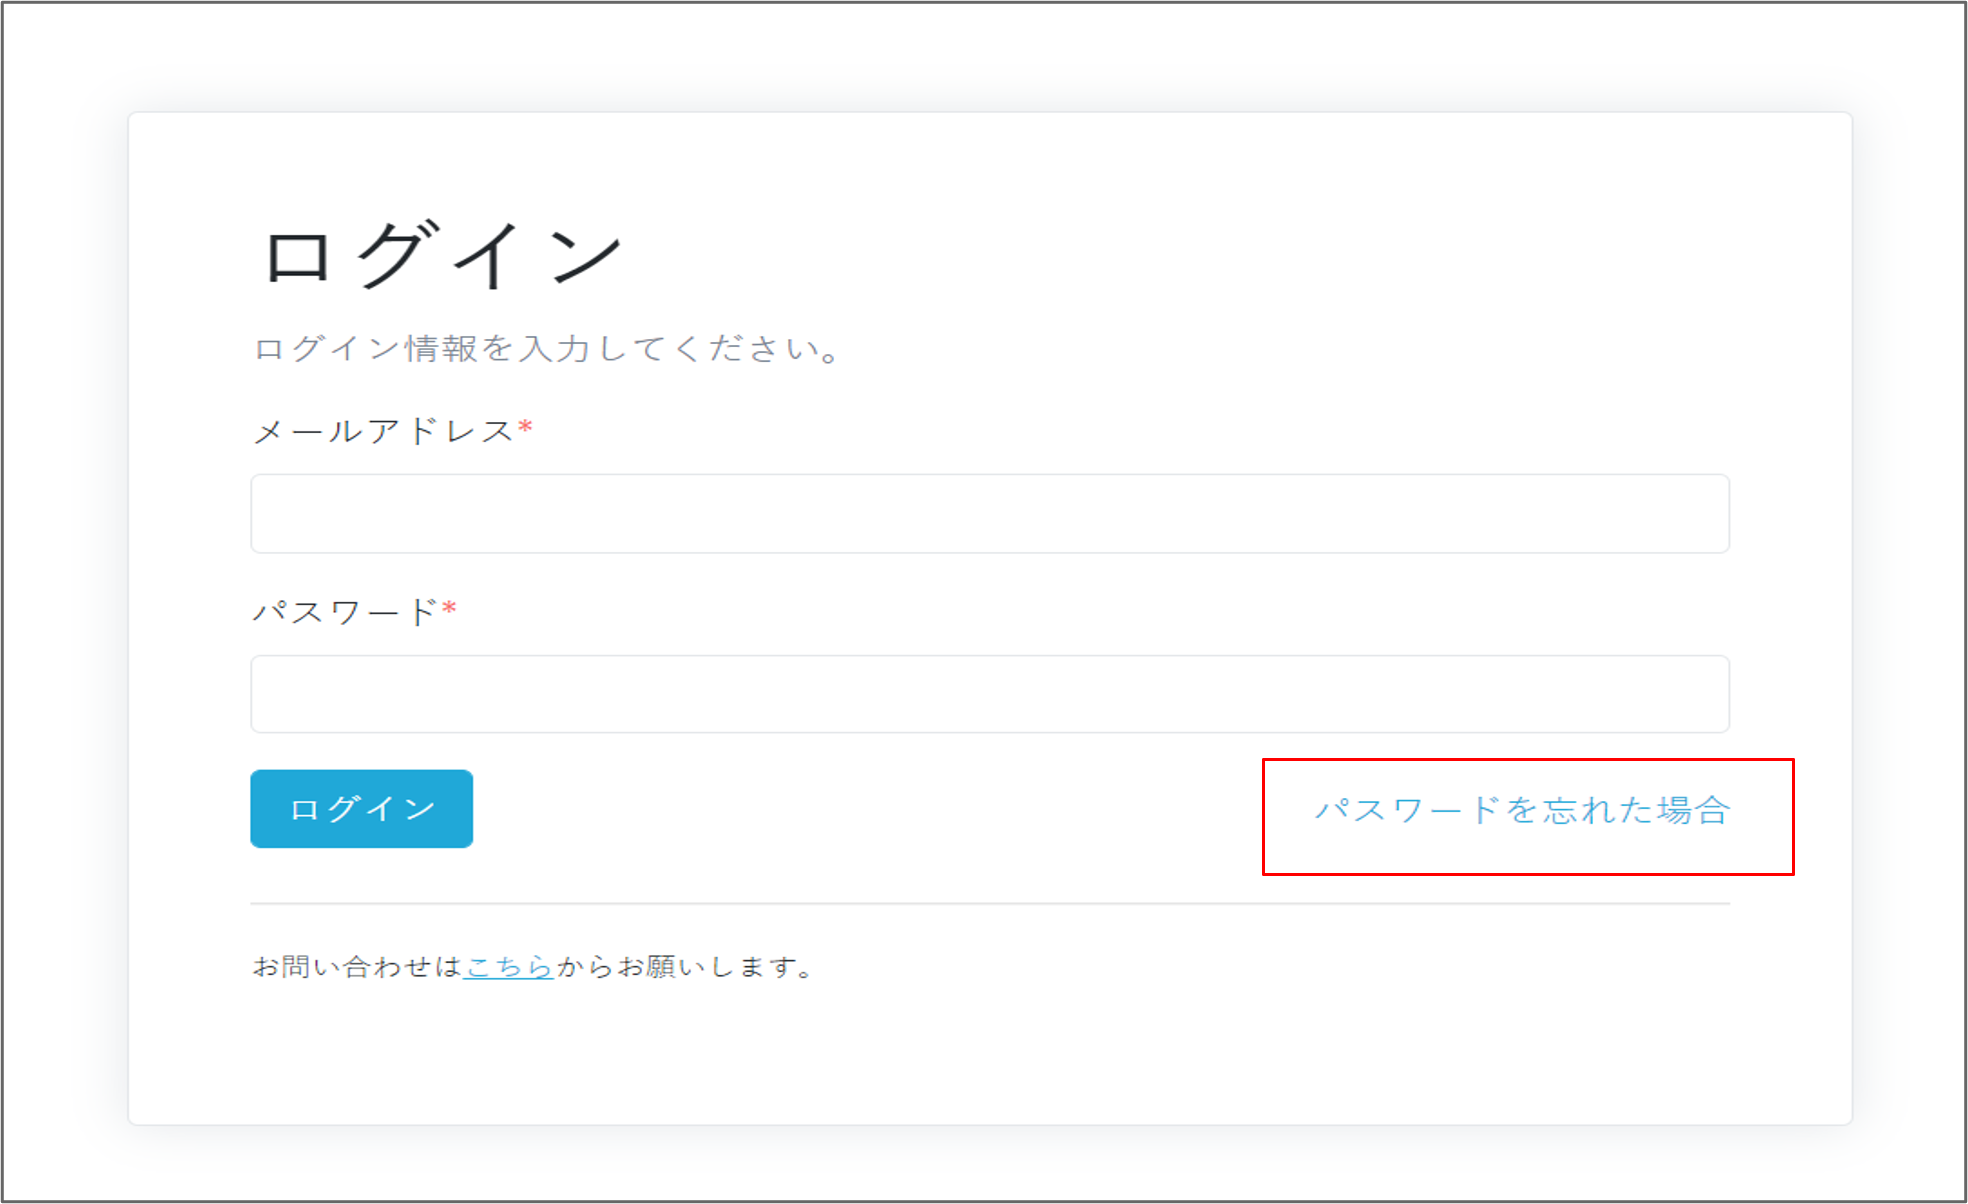 ログイン
ログイン情報を入力してください。
メールアドレス*
パスワード*
ログイン
パスワードを忘れた場合
お問い合わせはこちらからお願いします。